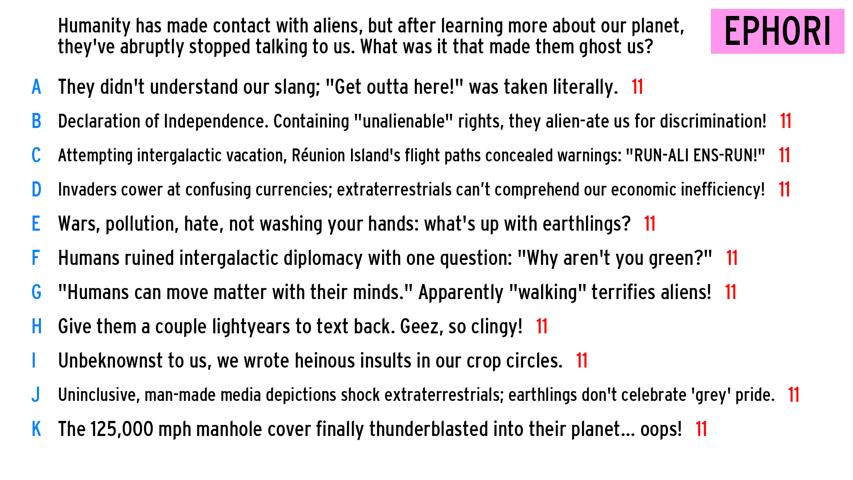 Humanity has made contact with aliens, but after learning more about our planet,
they've abruptly stopped talking to us. What was it that made them ghost us?
EPHORI
A They didn't understand our slang; "Get outta here!" was taken literally. 11
B Declaration of Independence. Containing "unalienable" rights, they alien-ate us for discrimination! 11
C Attempting intergalactic vacation, Réunion Island's flight paths concealed warnings: "RUN-ALI ENS-RUN!" 11
D Invaders cower at confusing currencies; extraterrestrials can’t comprehend our economic inefficiency! 11
E Wars, pollution, hate, not washing your hands: what's up with earthlings? 11
F Humans ruined intergalactic diplomacy with one question: "Why aren't you green?" 11
G "Humans can move matter with their minds." Apparently "walking" terrifies aliens! 11
H Give them a couple lightyears to text back. Geez, so clingy! 11
I Unbeknownst to us, we wrote heinous insults in our crop circles. 11
J Uninclusive, man-made media depictions shock extraterrestrials; earthlings don't celebrate 'grey' pride. 11
K The 125,000 mph manhole cover finally thunderblasted into their planet... oops! 11